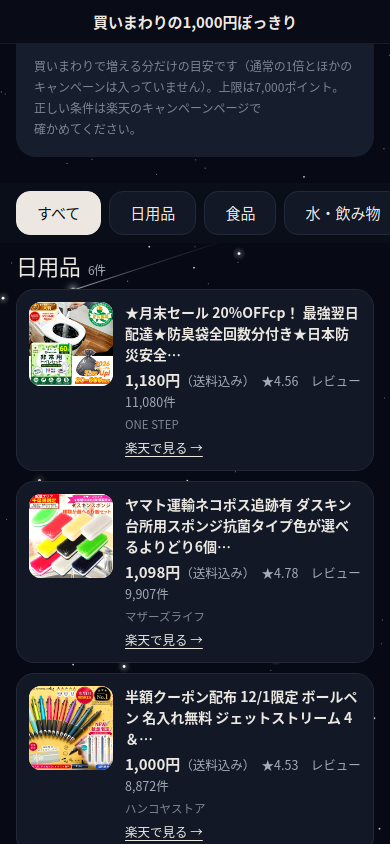 買いまわりの1,000円ぽっきり
買いまわりで増える分だけの目安です（通常の1倍とほかの
キャンペーンは入っていません）。上限は7,000ポイント。
正しい条件は楽天のキャンペーンページで
確かめてください。
すべて
日用品
食品
水・飲み物
日用品 6件
★月末セール 20%OFFcp！ 最強翌日
配達★防臭袋全回数分付き★日本防
災安全…
1,180円（送料込み） ★4.56 レビュー
11,080件
ONE STEP
楽天で見る →
ヤマト運輸ネコポス追跡有 ダスキン
台所用スポンジ抗菌タイプ色が選べ
るよりどり6個…
1,098円（送料込み） ★4.78 レビュー
9,907件
マザーズライフ
楽天で見る →
半額クーポン配布 12/1限定 ボールペ
ン 名入れ無料 ジェットストリーム 4
＆…
1,000円（送料込み） ★4.53 レビュー
8,872件
ハンコヤストア
楽天で見る →